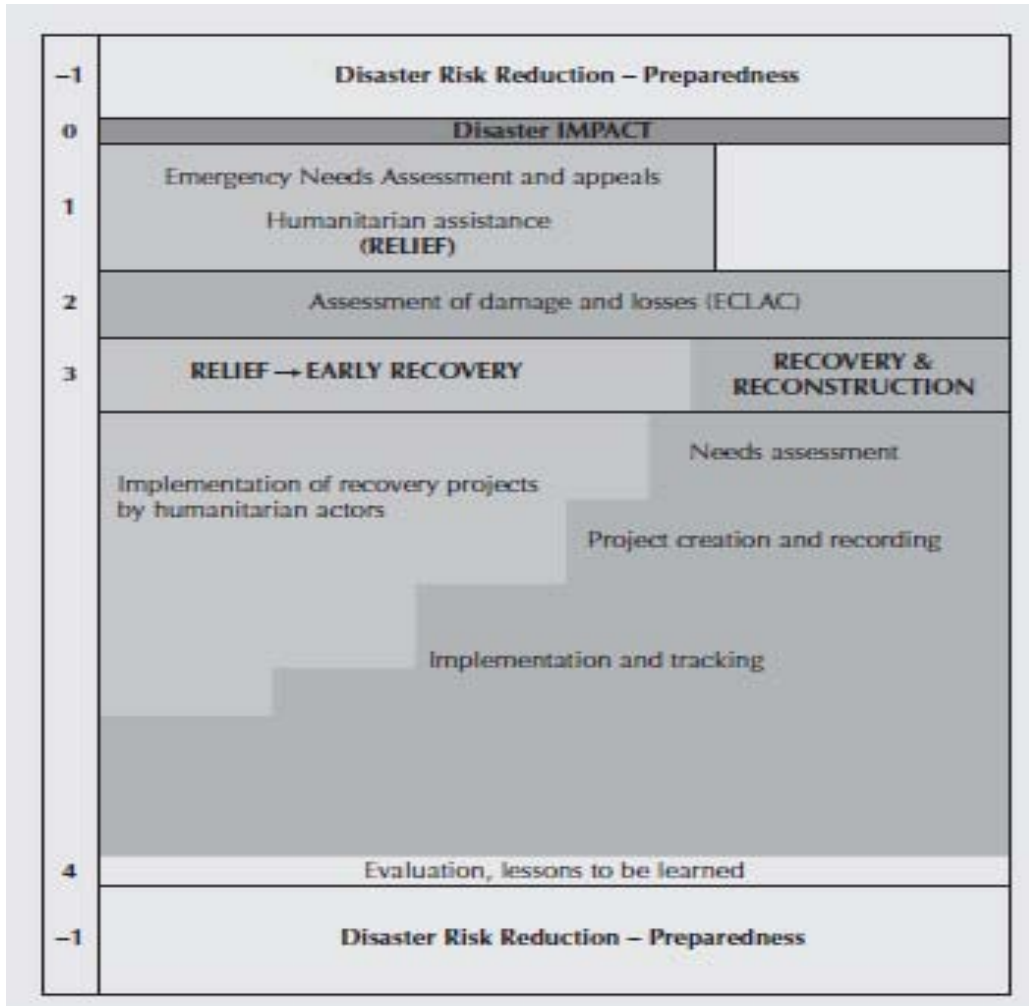 –1
Disaster Risk Reduction – Preparedness
0
Disaster IMPACT
Emergency Needs Assessment and appeals
1
Humanitarian assistance
(RELIEF)
2
Assessment of damage and losses (ECLAC)
3
RELIEF → EARLY RECOVERY
RECOVERY &
RECONSTRUCTION
Needs assessment
Implementation of recovery projects
by humanitarian actors
Project creation and recording
Implementation and tracking
4
Evaluation, lessons to be learned
–1
Disaster Risk Reduction – Preparedness